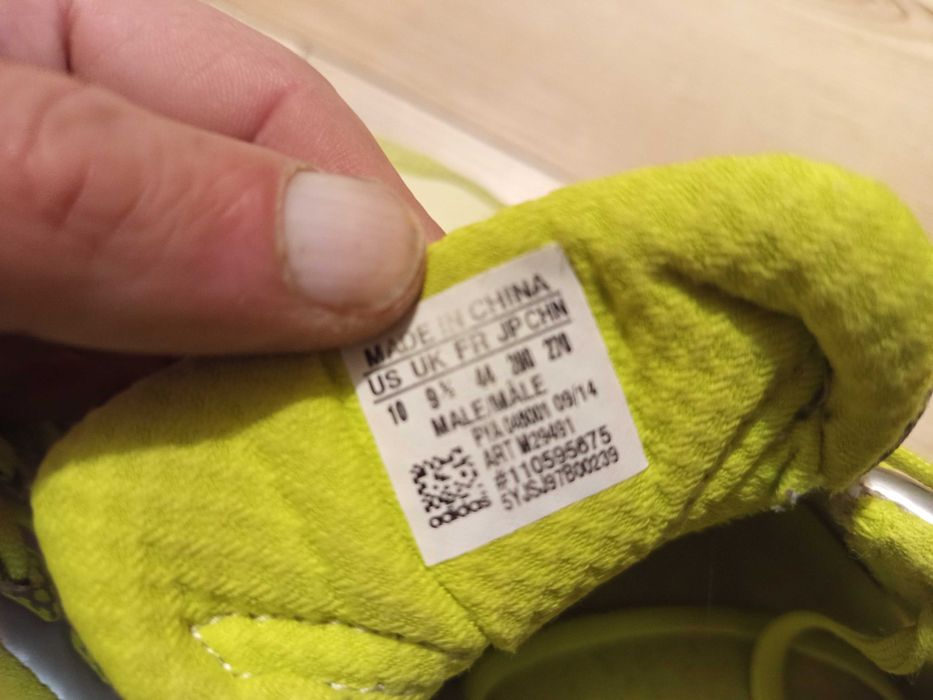 MADE IN CHINA
US UK FR JP CHN
10 9½ 44 280 270
MALE/MÂLE
PYA 048001 09/14
ART M29491
#110595675
5YJSJ97B00239
adidas